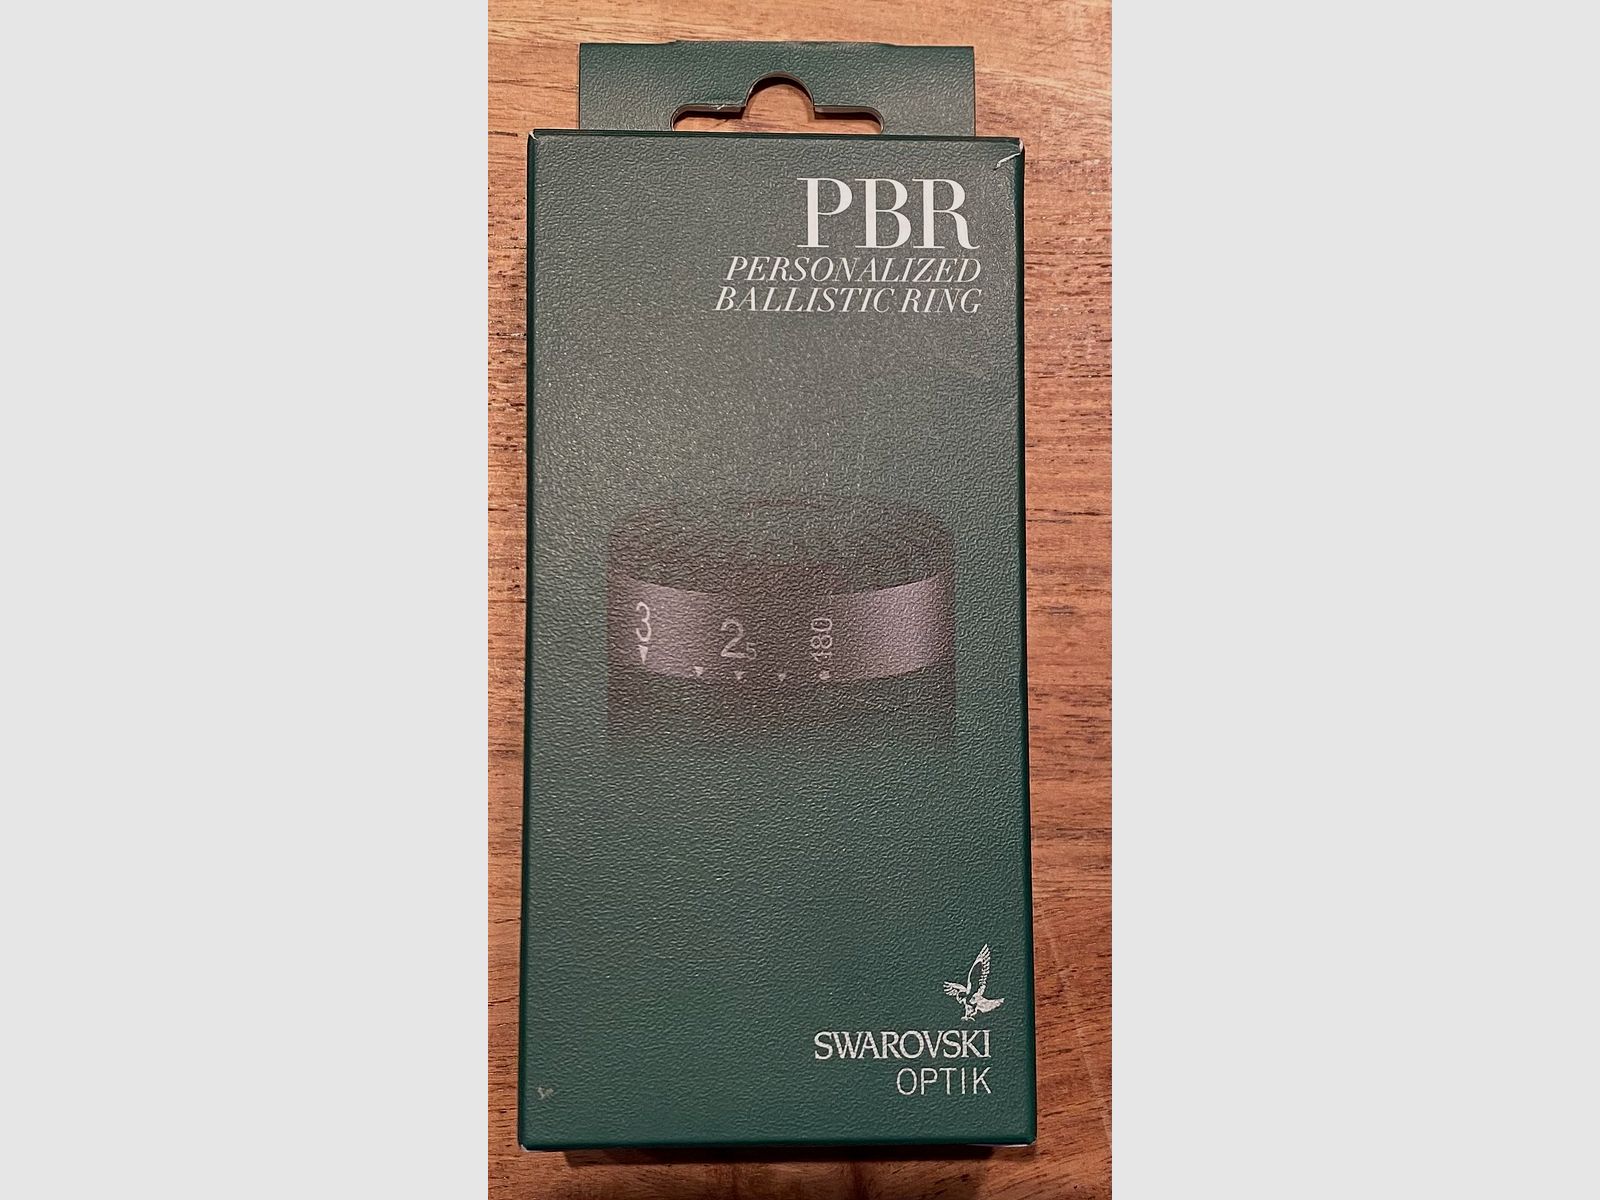 PBR
PERSONALIZED
BALLISTIC RING
3
2
180
SWAROVSKI
OPTIK